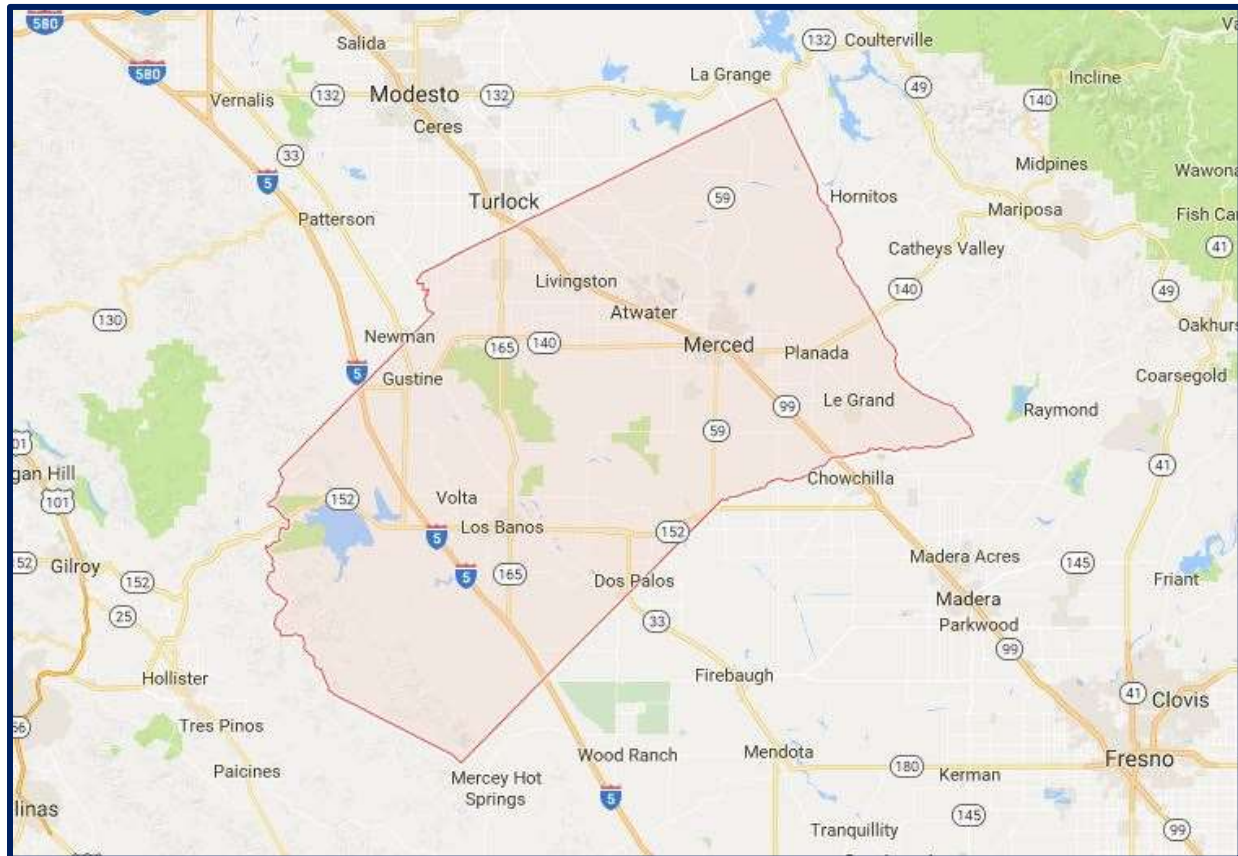 580
580
Salida
132
Coulterville
La Grange
Incline
Vernalis
132
Modesto
132
49
140
Ceres
33
5
Midpines
Wawona
Turlock
59
Hornitos
Patterson
Mariposa
Fish
41
Catheys Valley
Livingston
140
49
130
Atwater
Oakhurst
Newman
165
140
Merced
Planada
5
Gustine
Coarsegold
99
Le Grand
Raymond
59
101
gan Hill
41
Chowchilla
101
152
Volta
Los Banos
152
5
152
Gilroy
152
5
165
Dos Palos
Madera Acres
145
Friant
25
33
Madera
Parkwood
99
Hollister
Firebaugh
41
Clovis
56
Tres Pinos
Paicines
Wood Ranch
Mendota
180
Kerman
Fresno
Mercey Hot
Springs
5
linas
145
Tranquillity
99